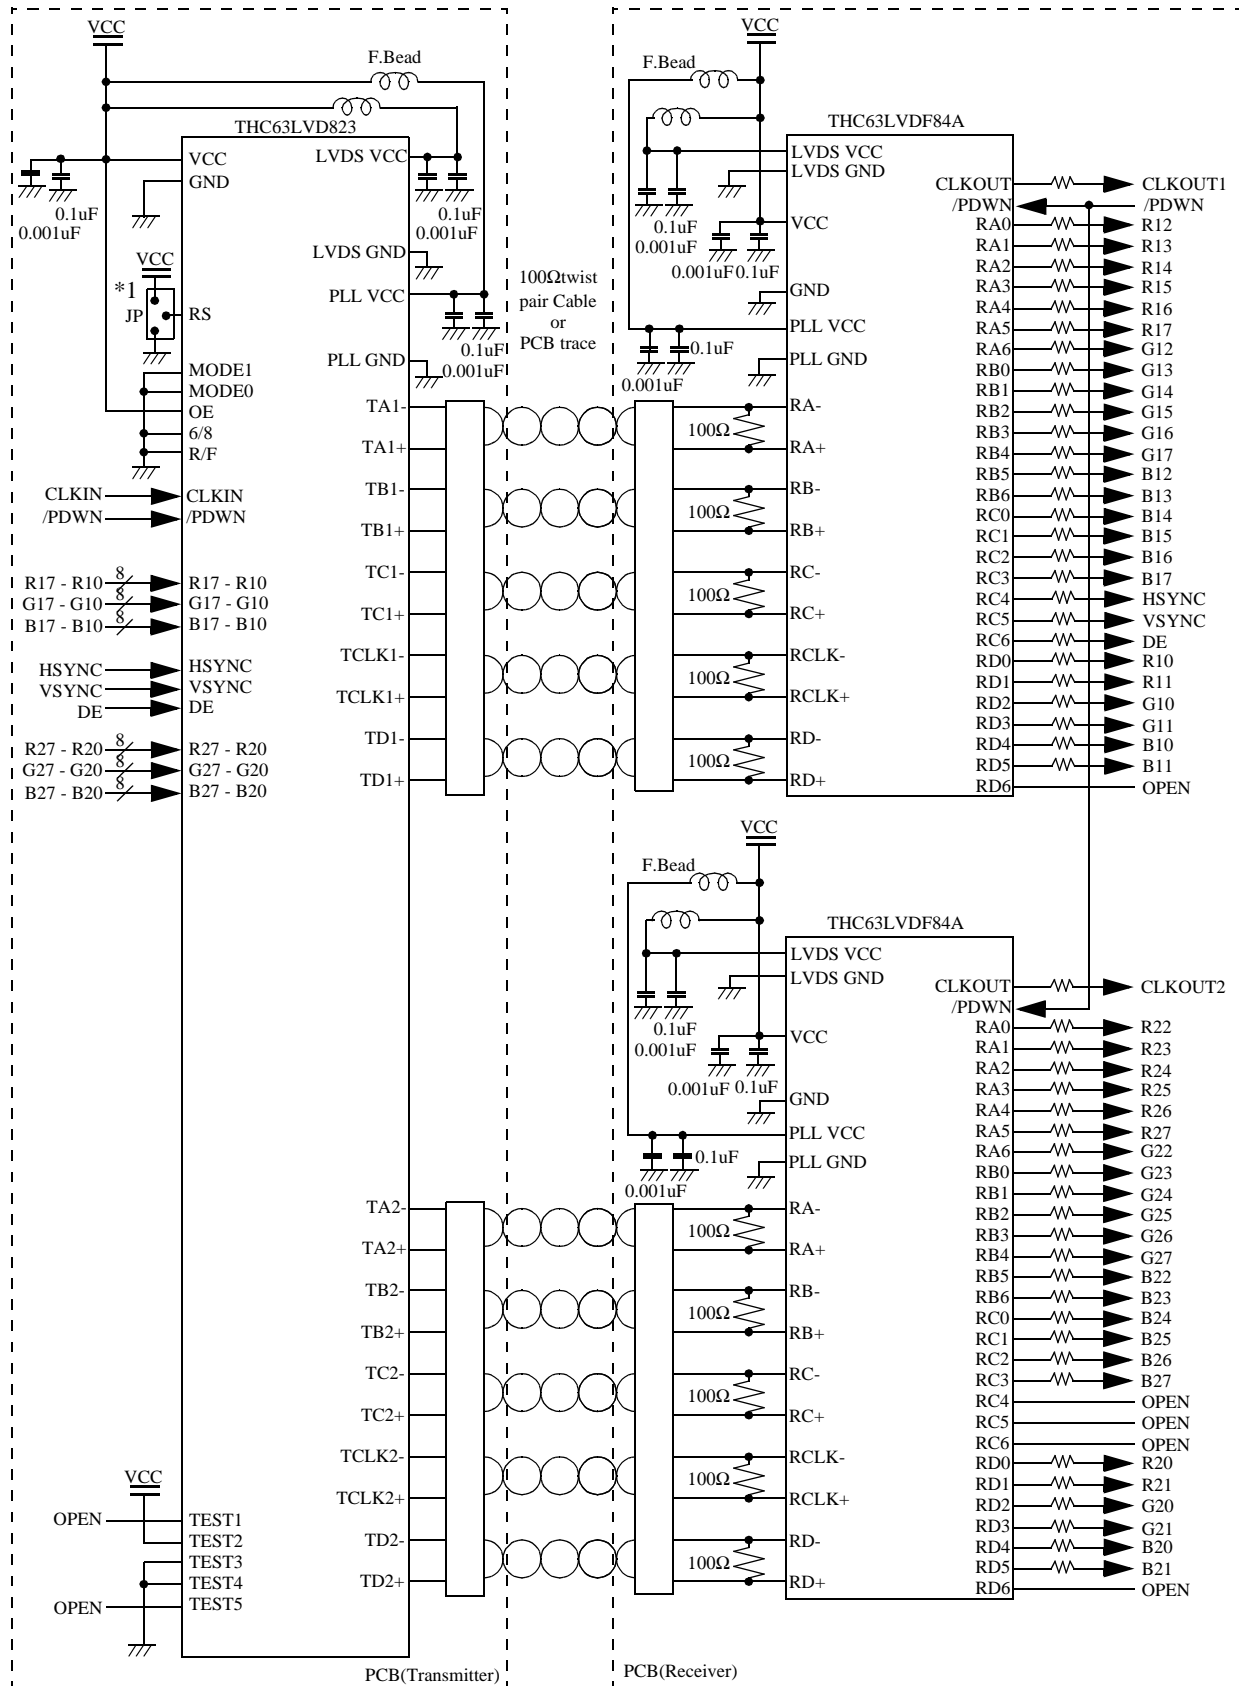 VCC
F.Bead
THC63LVD823
VCC
GND
LVDS VCC
0.1uF
0.001uF
0.1uF
0.001uF
LVDS GND
VCC
*1
JP
RS
PLL VCC
0.1uF
0.001uF
PLL GND
MODE1
MODE0
OE
6/8
R/F
CLKIN
CLKIN
/PDWN
/PDWN
R17 - R10
8
R17 - R10
G17 - G10
8
G17 - G10
B17 - B10
8
B17 - B10
HSYNC
HSYNC
VSYNC
VSYNC
DE
DE
R27 - R20
8
R27 - R20
G27 - G20
8
G27 - G20
B27 - B20
8
B27 - B20
TA1-
TA1+
TB1-
TB1+
TC1-
TC1+
TCLK1-
TCLK1+
TD1-
TD1+
TA2-
TA2+
TB2-
TB2+
TC2-
TC2+
TCLK2-
TCLK2+
TD2-
TD2+
VCC
OPEN
TEST1
TEST2
TEST3
TEST4
OPEN
TEST5
PCB(Transmitter)
100Ωtwist
pair Cable
or
PCB trace
VCC
F.Bead
THC63LVDF84A
LVDS VCC
LVDS GND
0.1uF
0.001uF
VCC
0.001uF
0.1uF
GND
PLL VCC
0.1uF
0.001uF
PLL GND
RA-
100Ω
RA+
RB-
100Ω
RB+
RC-
100Ω
RC+
RCLK-
100Ω
RCLK+
RD-
100Ω
RD+
CLKOUT
CLKOUT1
/PDWN
/PDWN
RA0
R12
RA1
R13
RA2
R14
RA3
R15
RA4
R16
RA5
R17
RA6
G12
RB0
G13
RB1
G14
RB2
G15
RB3
G16
RB4
G17
RB5
B12
RB6
B13
RC0
B14
RC1
B15
RC2
B16
RC3
B17
RC4
HSYNC
RC5
VSYNC
RC6
DE
RD0
R10
RD1
R11
RD2
G10
RD3
G11
RD4
B10
RD5
B11
RD6
OPEN
VCC
F.Bead
THC63LVDF84A
LVDS VCC
LVDS GND
0.1uF
0.001uF
VCC
0.001uF
0.1uF
GND
PLL VCC
0.1uF
0.001uF
PLL GND
RA-
100Ω
RA+
RB-
100Ω
RB+
RC-
100Ω
RC+
RCLK-
100Ω
RCLK+
RD-
100Ω
RD+
CLKOUT
CLKOUT2
/PDWN
RA0
R22
RA1
R23
RA2
R24
RA3
R25
RA4
R26
RA5
R27
RA6
G22
RB0
G23
RB1
G24
RB2
G25
RB3
G26
RB4
G27
RB5
B22
RB6
B23
RC0
B24
RC1
B25
RC2
B26
RC3
B27
RC4
OPEN
RC5
OPEN
RC6
OPEN
RD0
R20
RD1
R21
RD2
G20
RD3
G21
RD4
B20
RD5
B21
RD6
OPEN
PCB(Receiver)